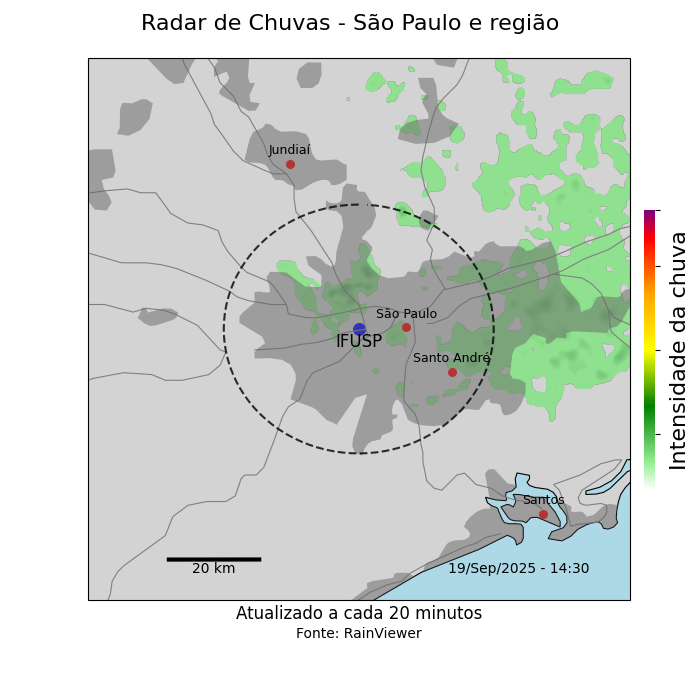 Radar de Chuvas - São Paulo e região
Jundiaí
São Paulo
IFUSP
Santo André
Santos
20 km
19/Sep/2025 - 14:30
Intensidade da chuva
Atualizado a cada 20 minutos
Fonte: RainViewer